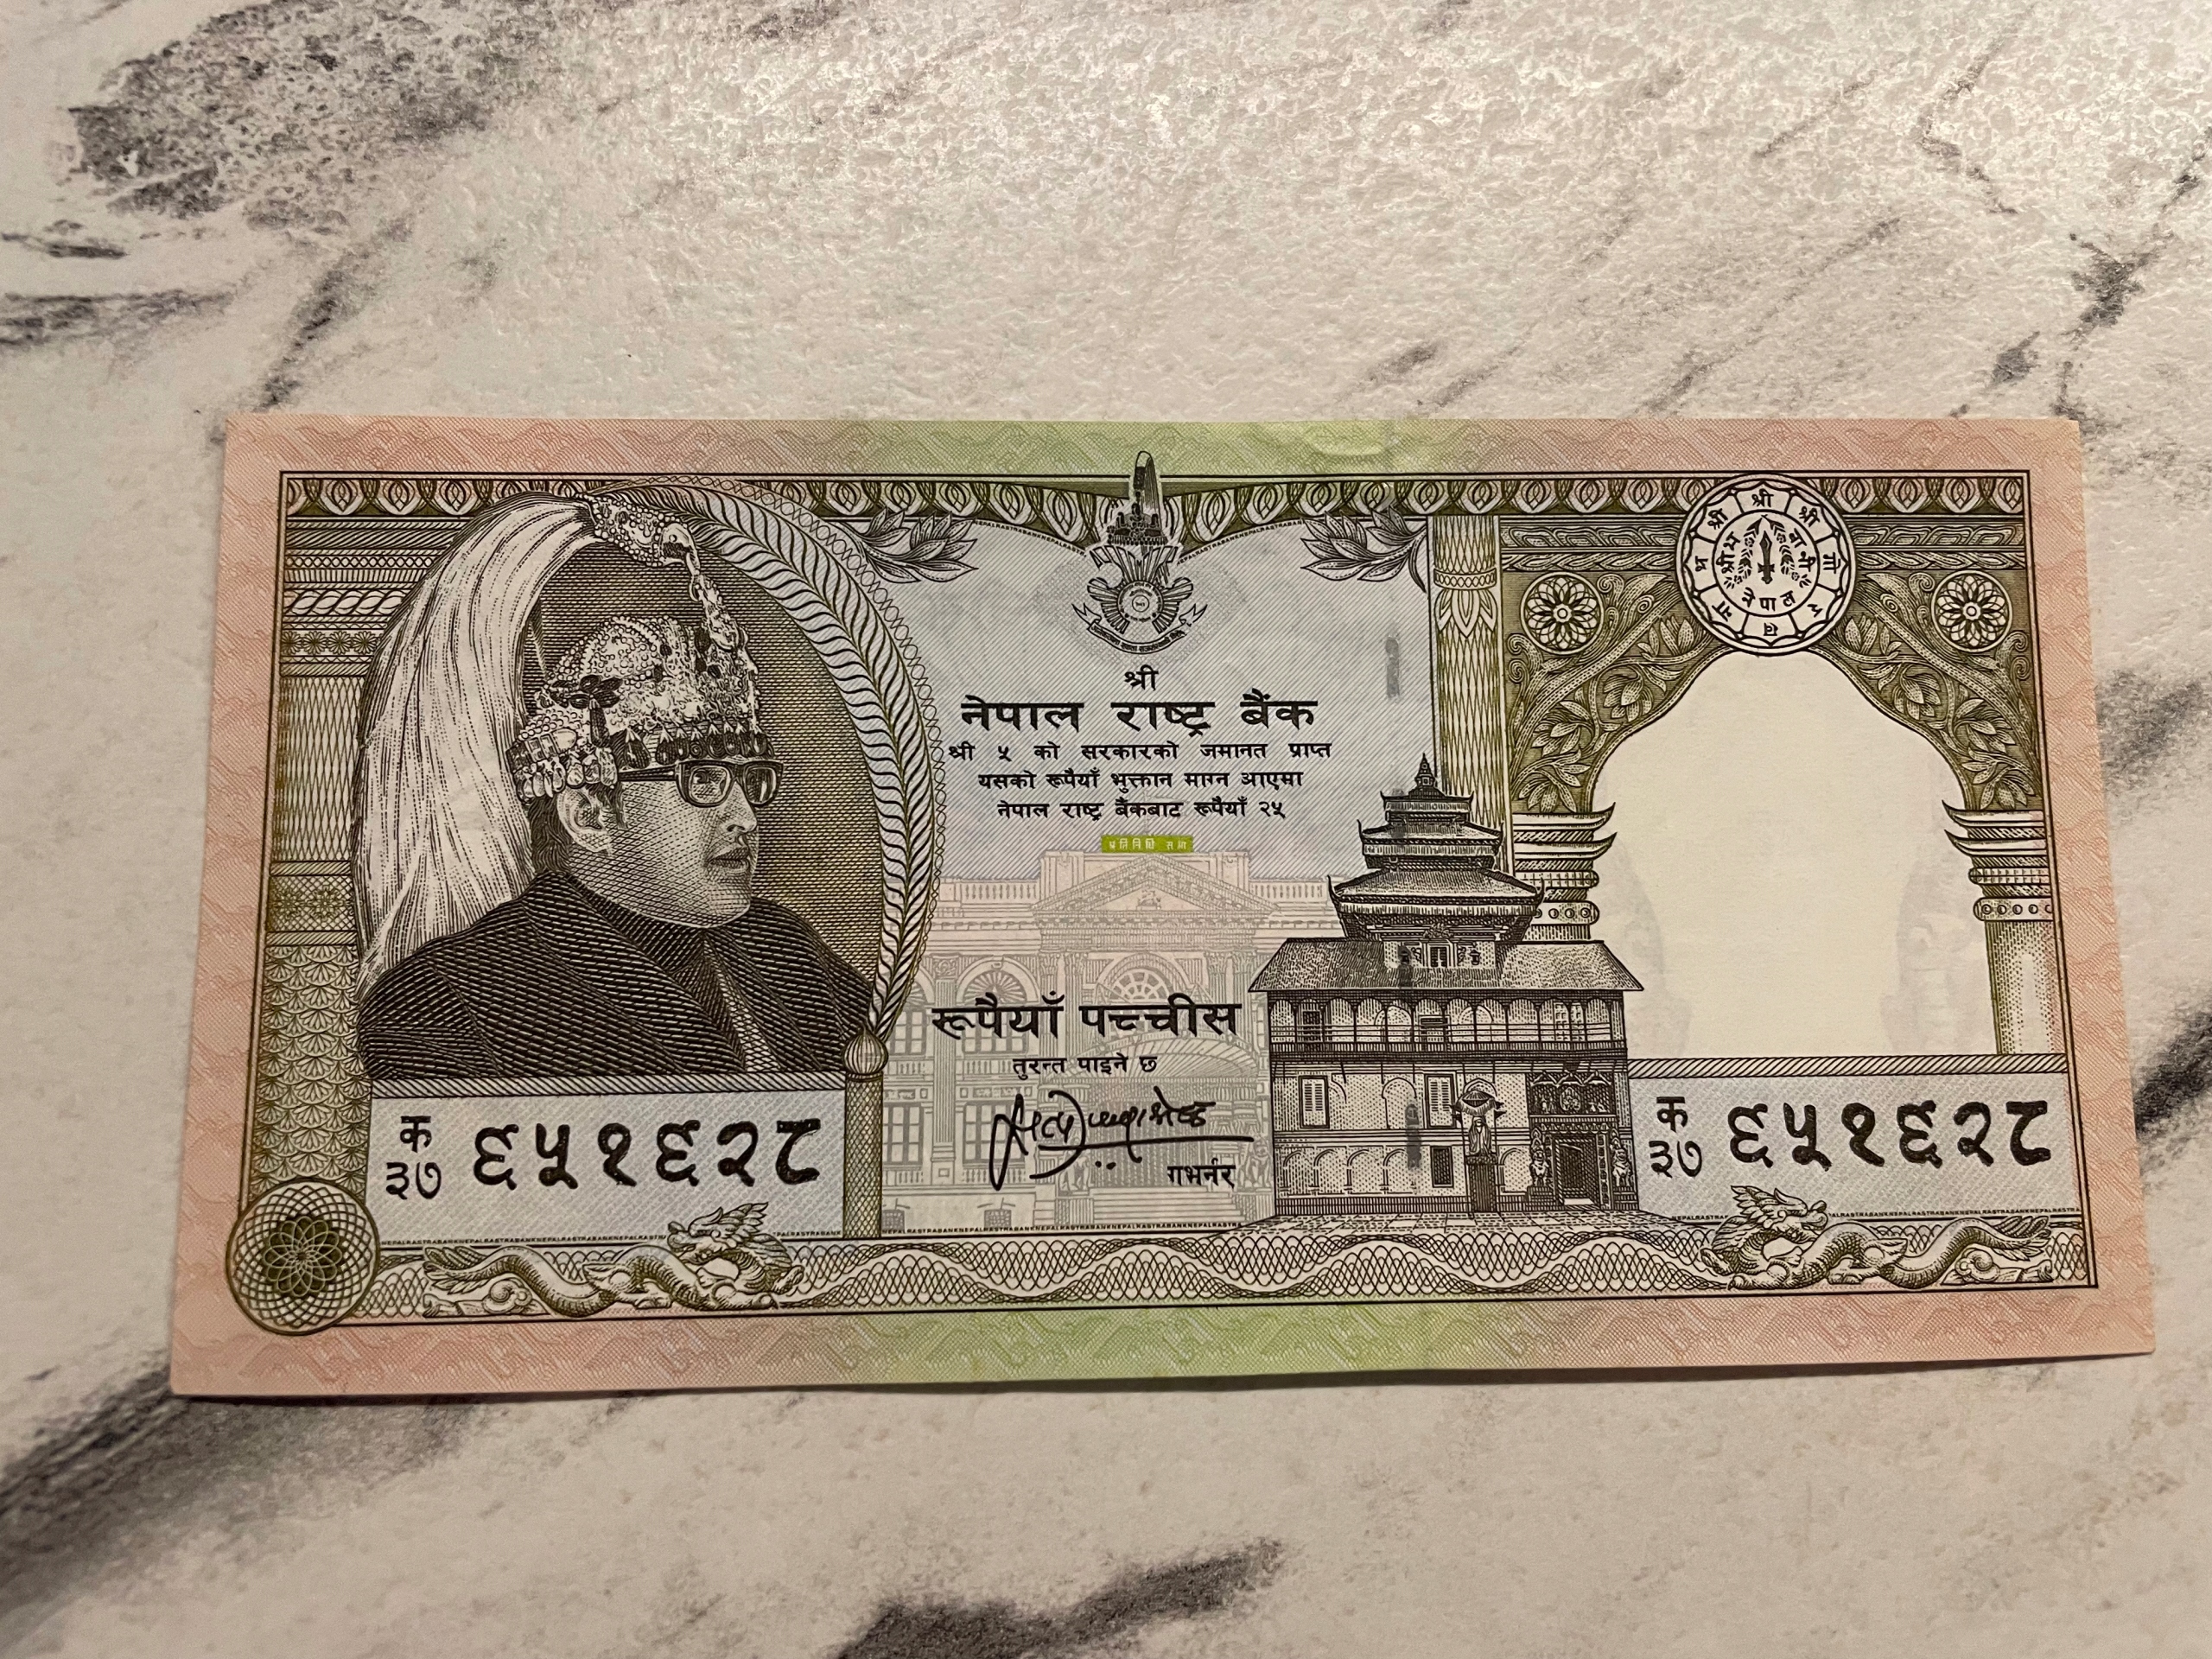 श्री
नेपाल राष्ट्र बैंक
श्री ५ को सरकारको जमानत प्राप्त
यसको रूपैयाँ भुक्तान माग्न आएमा
नेपाल राष्ट्र बैंकबाट रूपैयाँ २५
रूपैयाँ पच्चीस
तुरन्त पाइने छ
गभर्नर
क
३७
६५१६२८
क
३७
६५१६२८
श्री श्री श्री
नेपाल